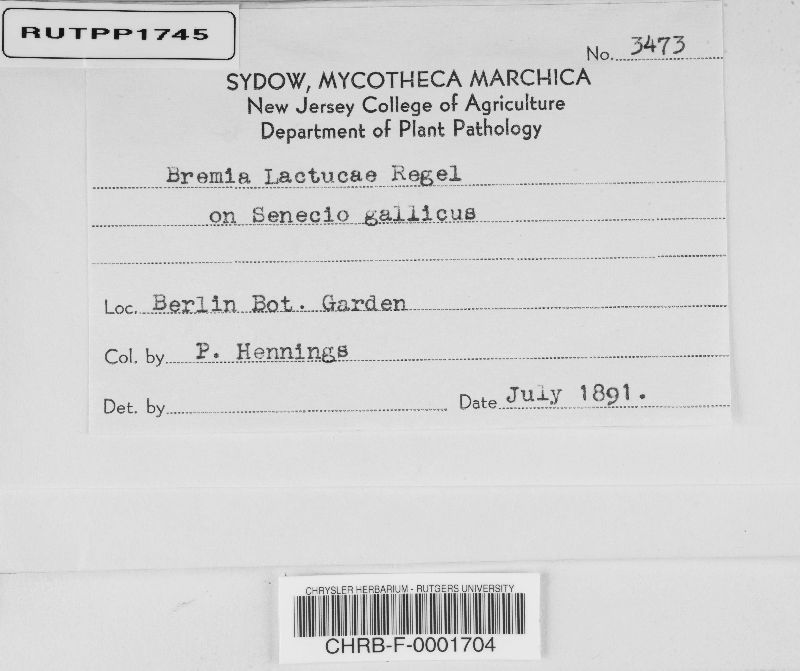 RUTPP1745
No. 3473
SYDOW, MYCOTHECA MARCHICA
New Jersey College of Agriculture
Department of Plant Pathology
Bremia Lactucae Regel
on Senecio gallicus
Loc. Berlin Bot. Garden
Col. by P. Hennings
Det. by
Date July 1891.
CHRYSLER HERBARIUM - RUTGERS UNIVERSITY
CHRB-F-0001704